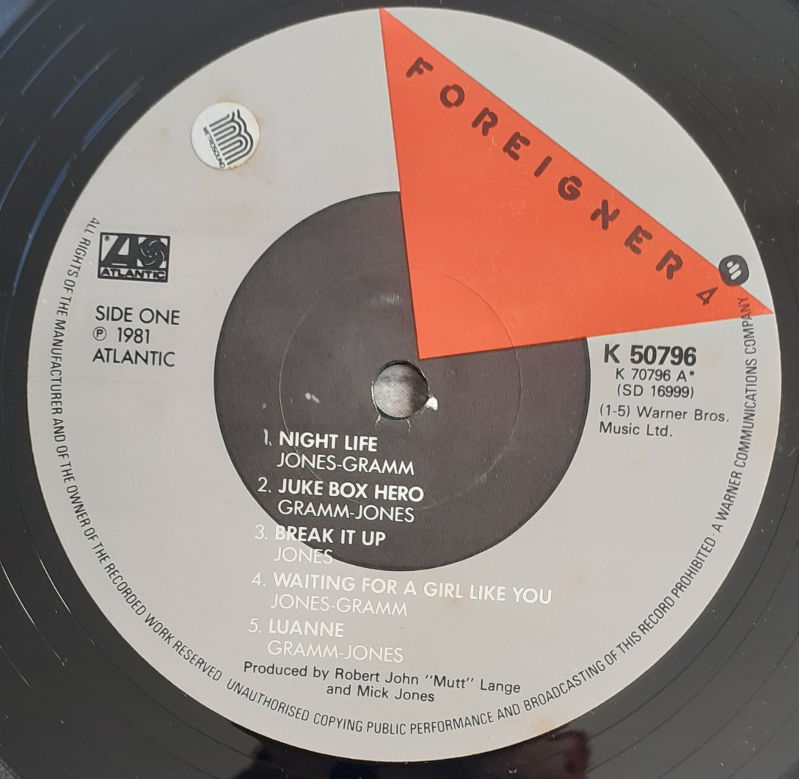 FOREIGNER 4
METROSOUND
ATLANTIC
SIDE ONE
℗ 1981
ATLANTIC
K 50796
K 70796 A*
(SD 16999)
(1-5) Warner Bros.
Music Ltd.
1. NIGHT LIFE
JONES-GRAMM
2. JUKE BOX HERO
GRAMM-JONES
3. BREAK IT UP
JONES
4. WAITING FOR A GIRL LIKE YOU
JONES-GRAMM
5. LUANNE
GRAMM-JONES
Produced by Robert John "Mutt" Lange
and Mick Jones
ALL RIGHTS OF THE MANUFACTURER AND OF THE OWNER OF THE RECORDED WORK RESERVED UNAUTHORISED COPYING PUBLIC PERFORMANCE AND BROADCASTING OF THIS RECORD PROHIBITED · A WARNER COMMUNICATIONS COMPANY